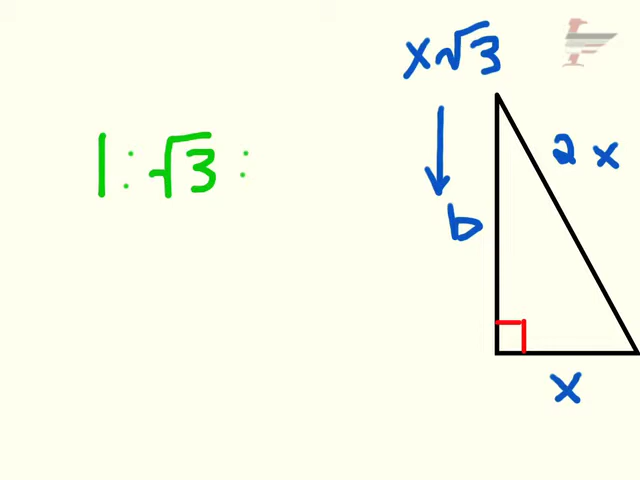 x√3
1 : √3 :
2x
b
x